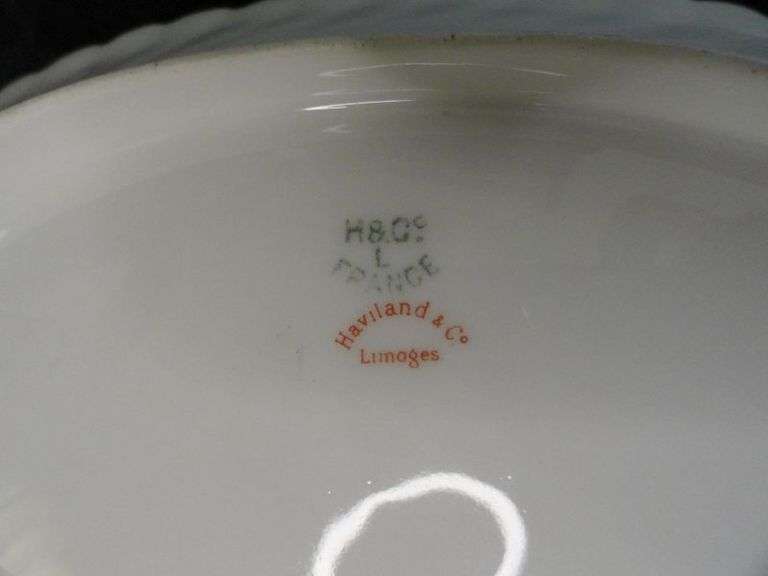 H&Co
L
FRANCE
Haviland & Co
Limoges